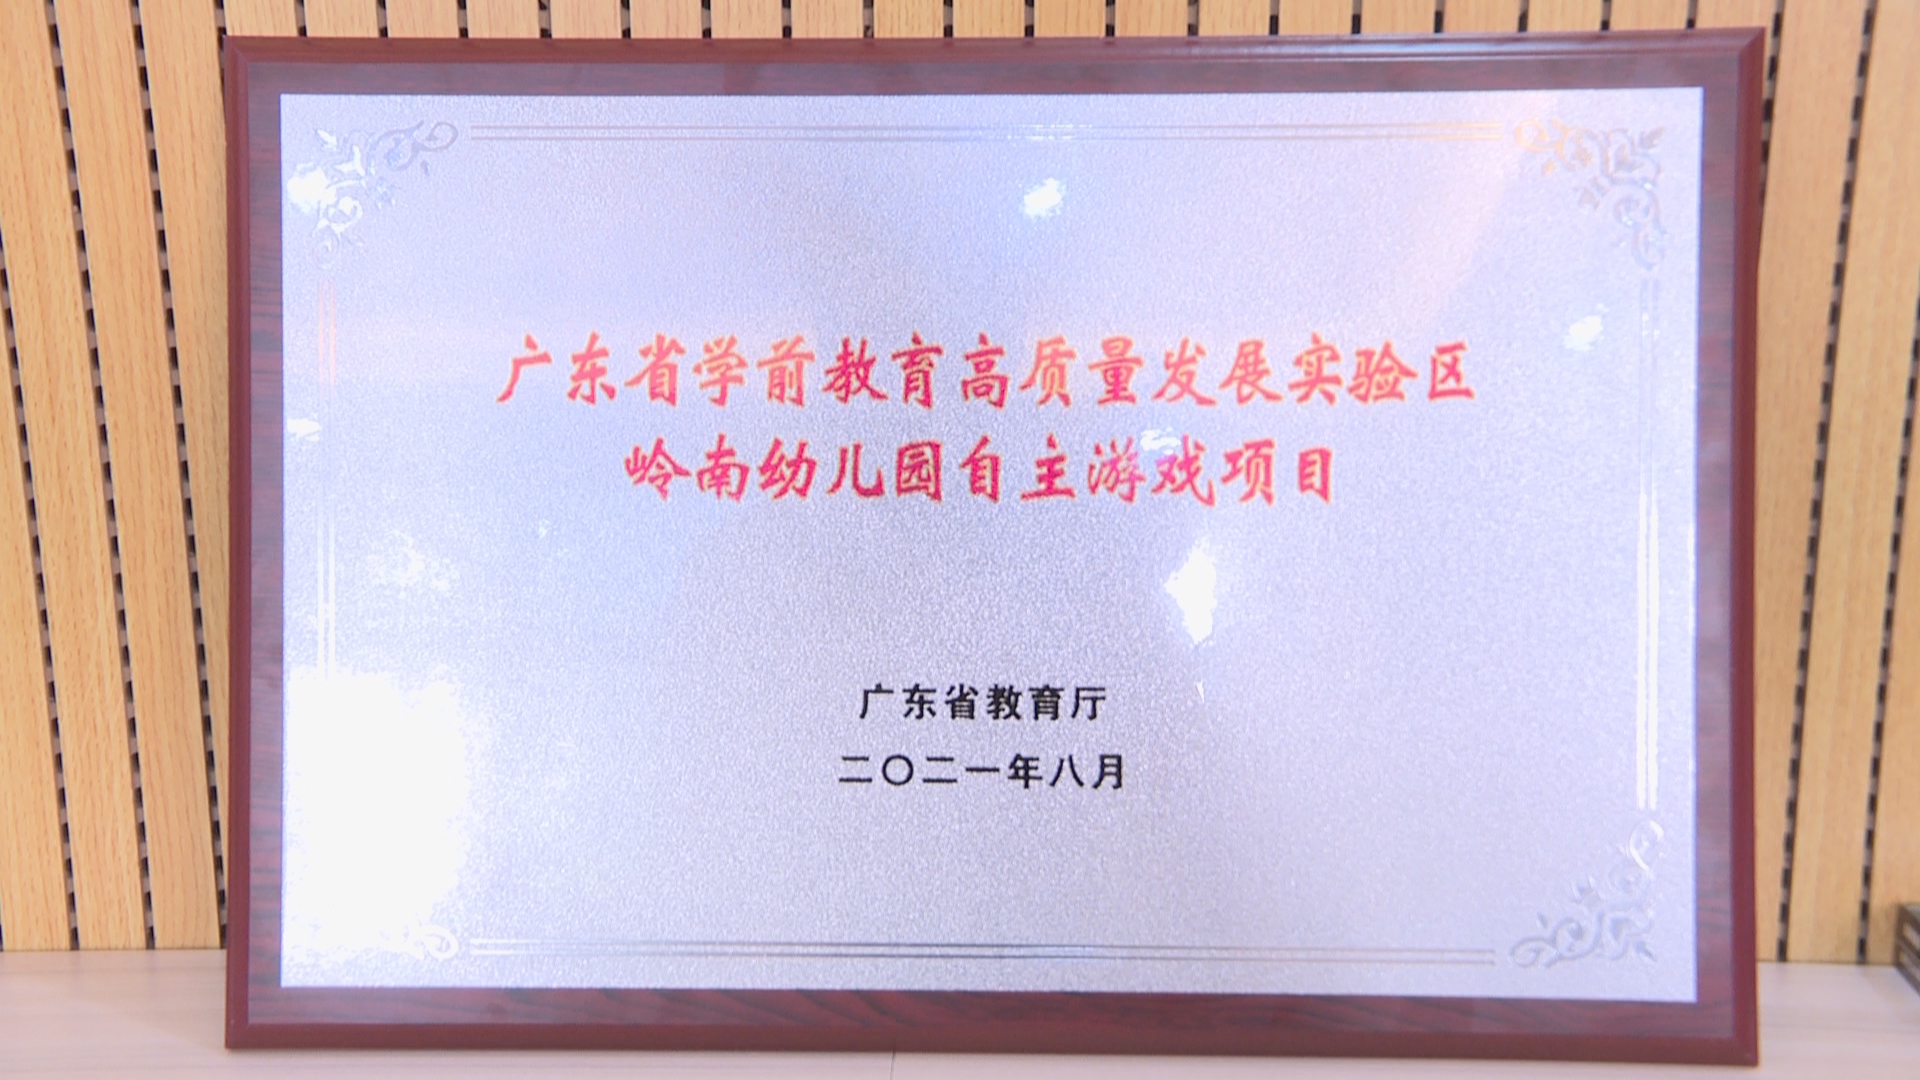 广东省学前教育高质量发展实验区
岭南幼儿园自主游戏项目
广东省教育厅
二〇二一年八月